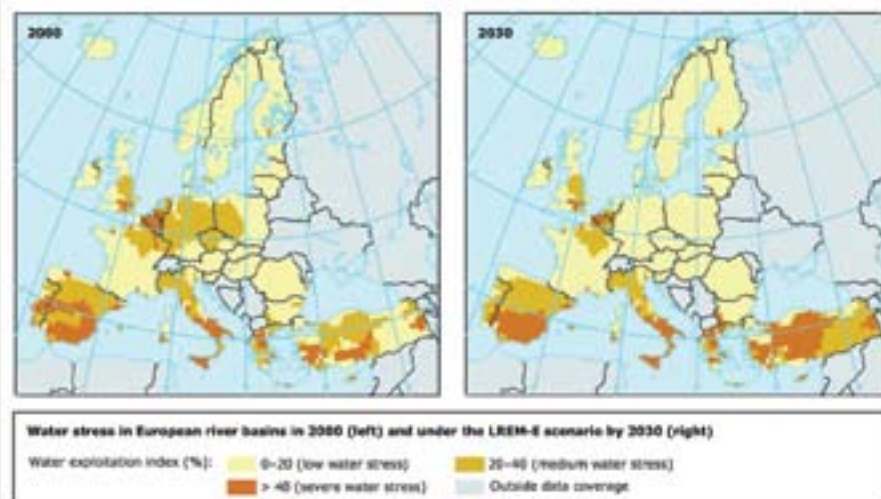 2000
2030
Water stress in European river basins in 2000 (left) and under the LREM-E scenario by 2030 (right)
Water exploitation index (%):
0–20 (low water stress)
20–40 (medium water stress)
> 40 (severe water stress)
Outside data coverage